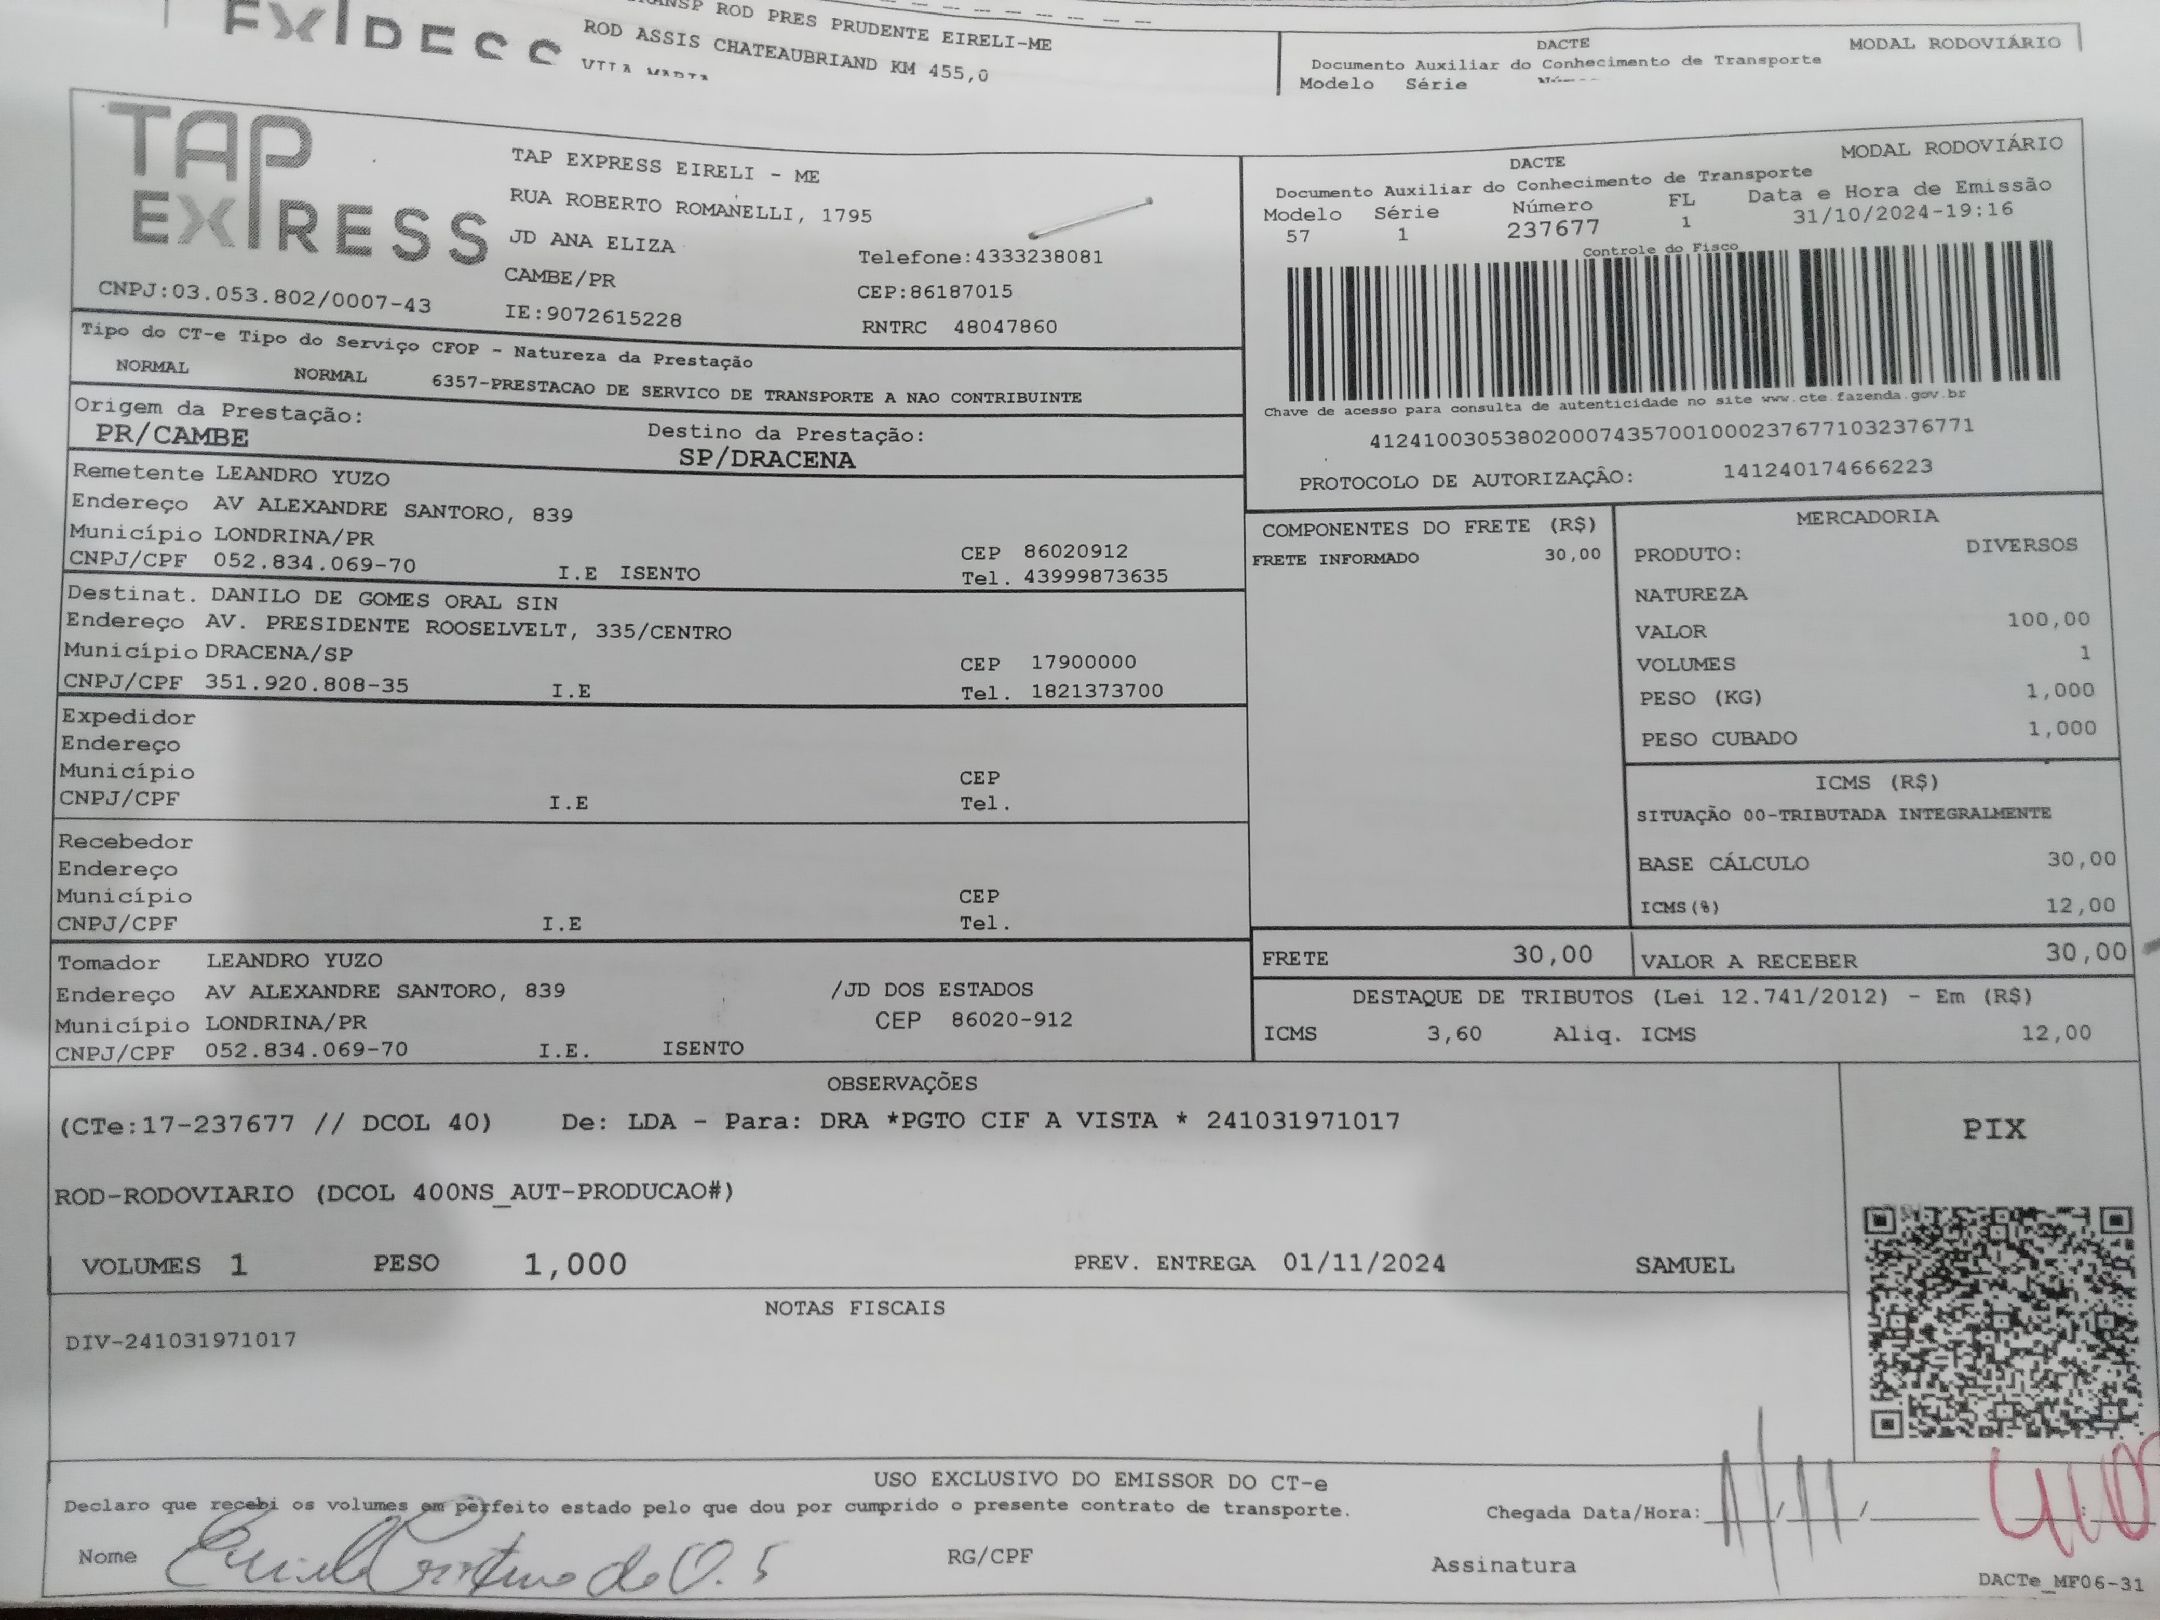 TRANSP ROD PRES PRUDENTE EIRELI-ME
ROD ASSIS CHATEAUBRIAND KM 455,0
DACTE
MODAL RODOVIÁRIO
Documento Auxiliar do Conhecimento de Transporte
Modelo Série
TAP EXPRESS
TAP EXPRESS EIRELI - ME
RUA ROBERTO ROMANELLI, 1795
JD ANA ELIZA
Telefone:4333238081
CAMBE/PR
CEP:86187015
CNPJ:03.053.802/0007-43
IE:9072615228
RNTRC 48047860
DACTE
MODAL RODOVIÁRIO
Documento Auxiliar do Conhecimento de Transporte
Modelo Série Número FL Data e Hora de Emissão
57 1 237677 1 31/10/2024-19:16
Controle do Fisco
Chave de acesso para consulta de autenticidade no site www.cte.fazenda.gov.br
41241003053802000743570010002376771032376771
PROTOCOLO DE AUTORIZAÇÃO: 141240174666223
Tipo do CT-e Tipo do Serviço CFOP - Natureza da Prestação
NORMAL NORMAL 6357-PRESTACAO DE SERVICO DE TRANSPORTE A NAO CONTRIBUINTE
Origem da Prestação: Destino da Prestação:
PR/CAMBE SP/DRACENA
Remetente LEANDRO YUZO
Endereço AV ALEXANDRE SANTORO, 839
Município LONDRINA/PR CEP 86020912
CNPJ/CPF 052.834.069-70 I.E ISENTO Tel. 43999873635
Destinat. DANILO DE GOMES ORAL SIN
Endereço AV. PRESIDENTE ROOSELVELT, 335/CENTRO
Município DRACENA/SP CEP 17900000
CNPJ/CPF 351.920.808-35 I.E Tel. 1821373700
Expedidor
Endereço
Município CEP
CNPJ/CPF I.E Tel.
Recebedor
Endereço
Município CEP
CNPJ/CPF I.E Tel.
Tomador LEANDRO YUZO
Endereço AV ALEXANDRE SANTORO, 839 /JD DOS ESTADOS
Município LONDRINA/PR CEP 86020-912
CNPJ/CPF 052.834.069-70 I.E. ISENTO
COMPONENTES DO FRETE (R$)
FRETE INFORMADO 30,00
MERCADORIA
PRODUTO: DIVERSOS
NATUREZA
VALOR 100,00
VOLUMES 1
PESO (KG) 1,000
PESO CUBADO 1,000
ICMS (R$)
SITUAÇÃO 00-TRIBUTADA INTEGRALMENTE
BASE CÁLCULO 30,00
ICMS(%) 12,00
FRETE 30,00 VALOR A RECEBER 30,00
DESTAQUE DE TRIBUTOS (Lei 12.741/2012) - Em (R$)
ICMS 3,60 Aliq. ICMS 12,00
OBSERVAÇÕES
(CTe:17-237677 // DCOL 40) De: LDA - Para: DRA *PGTO CIF A VISTA * 241031971017
ROD-RODOVIARIO (DCOL 400NS_AUT-PRODUCAO#)
VOLUMES 1 PESO 1,000 PREV. ENTREGA 01/11/2024 SAMUEL
PIX
NOTAS FISCAIS
DIV-241031971017
USO EXCLUSIVO DO EMISSOR DO CT-e
Declaro que recebi os volumes em perfeito estado pelo que dou por cumprido o presente contrato de transporte.
Chegada Data/Hora: 11/11/
Nome RG/CPF Assinatura
DACTe_MF06-31